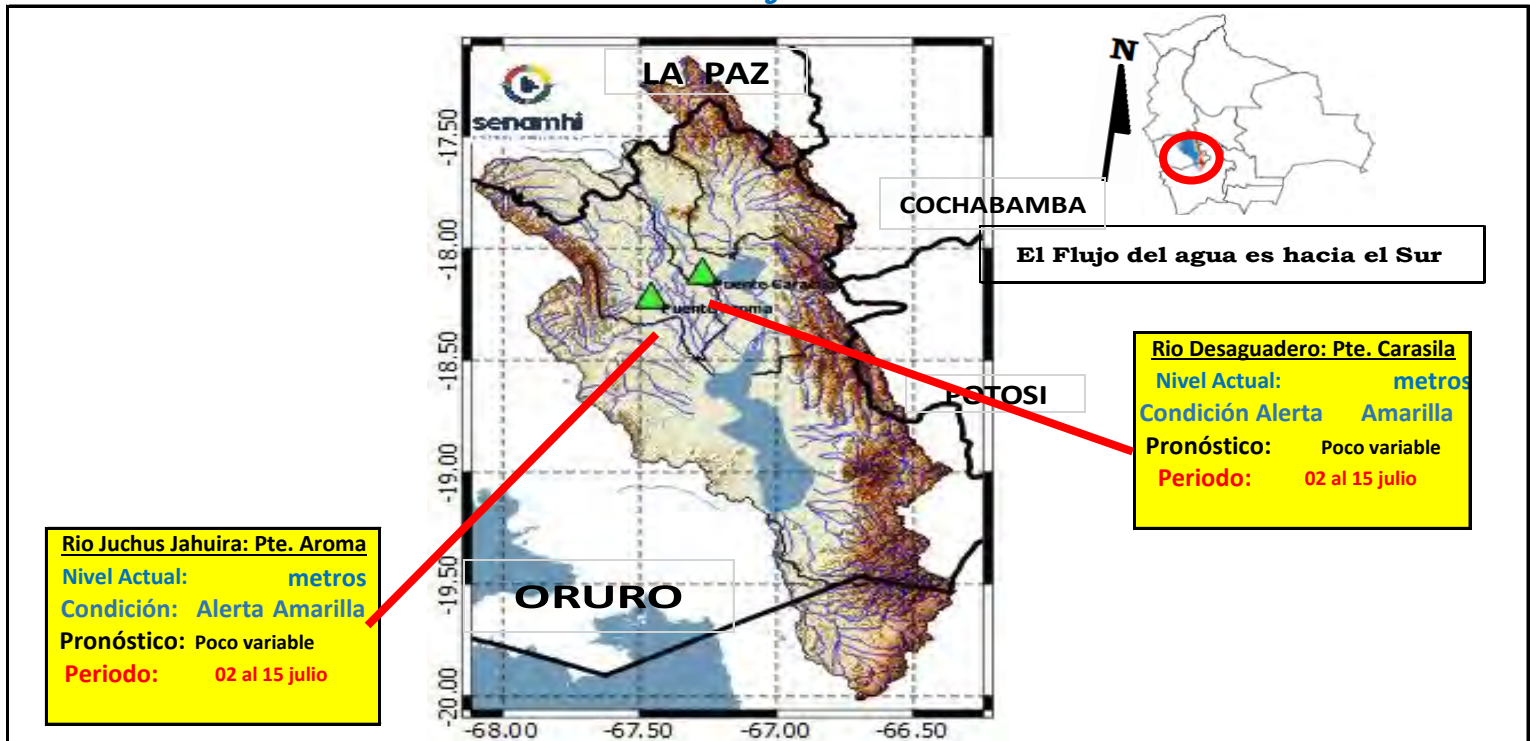 LA PAZ
senamhi
N
COCHABAMBA
El Flujo del agua es hacia el Sur
Puente
Puente
POTOSI
ORURO
-17.50
-18.00
-18.50
-19.00
-19.50
-20.00
-68.00 -67.50 -67.00 -66.50
Rio Desaguadero: Pte. Carasila
Nivel Actual: metros
Condición Alerta Amarilla
Pronóstico: Poco variable
Periodo: 02 al 15 julio
Rio Juchus Jahuira: Pte. Aroma
Nivel Actual: metros
Condición: Alerta Amarilla
Pronóstico: Poco variable
Periodo: 02 al 15 julio